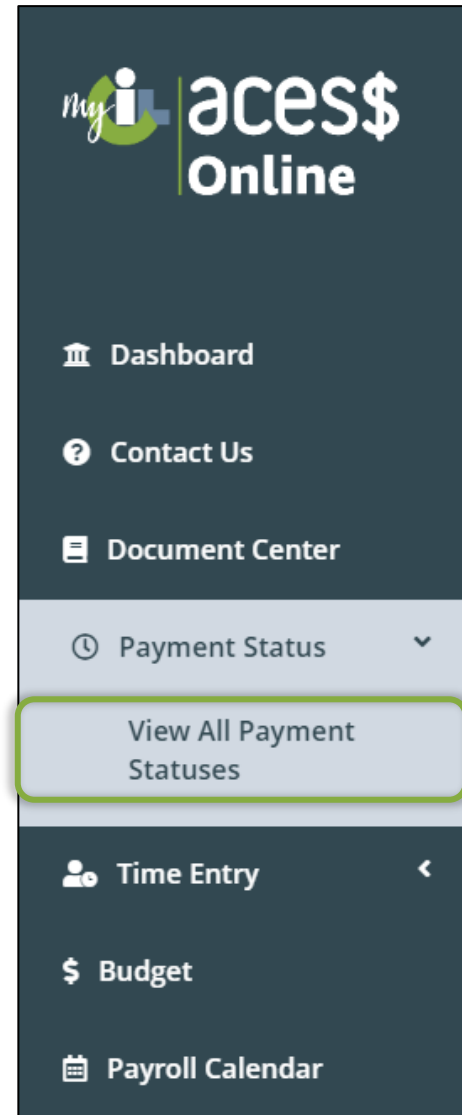 my iL aces$
Online
Dashboard
Contact Us
Document Center
Payment Status
View All Payment
Statuses
Time Entry
$ Budget
Payroll Calendar